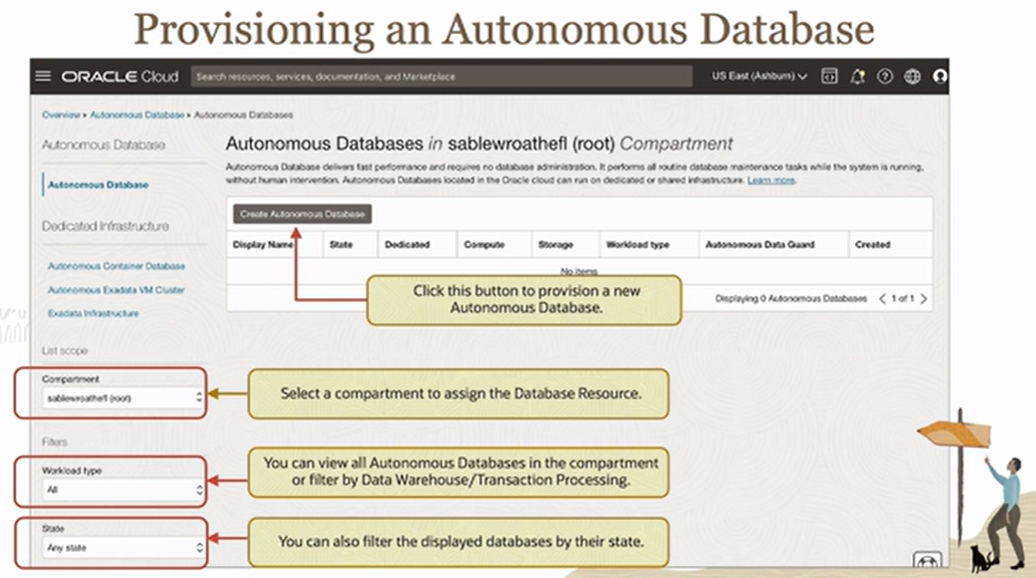 Provisioning an Autonomous Database
ORACLE Cloud
Search resources, services, documentation, and Marketplace
US East (Ashburn)
Overview » Autonomous Database » Autonomous Databases
Autonomous Database
Autonomous Database
Dedicated Infrastructure
Autonomous Container Database
Autonomous Exadata VM Cluster
Exadata Infrastructure
List scope
Compartment
sablewroathefl (root)
Filters
Workload type
All
State
Any state
Autonomous Databases in sablewroathefl (root) Compartment
Autonomous Database delivers fast performance and requires no database administration. It performs all routine database maintenance tasks while the system is running,
without human intervention. Autonomous Databases located in the Oracle cloud can run on dedicated or shared infrastructure. Learn more.
Create Autonomous Database
Display Name State Dedicated Compute Storage Workload type Autonomous Data Guard Created
No items
Displaying 0 Autonomous Databases < 1 of 1 >
Click this button to provision a new
Autonomous Database.
Select a compartment to assign the Database Resource.
You can view all Autonomous Databases in the compartment
or filter by Data Warehouse/Transaction Processing.
You can also filter the displayed databases by their state.